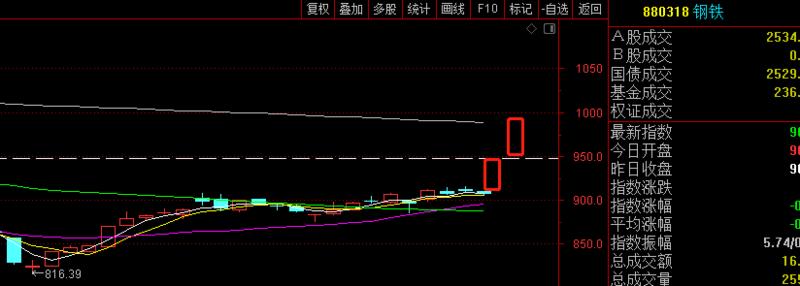 复权 叠加 多股 统计 画线 F10 标记 -自选 返回
880318 钢铁
A股成交 2534.
B股成交 0.
国债成交 2529.
基金成交 236.
权证成交
最新指数 90
今日开盘 90
昨日收盘 90
指数涨跌
指数涨幅 -0
平均涨幅 -0
指数振幅 5.74/0
总成交额 16.
总成交量 255
1050
1000
950.0
900.0
850.0
816.39